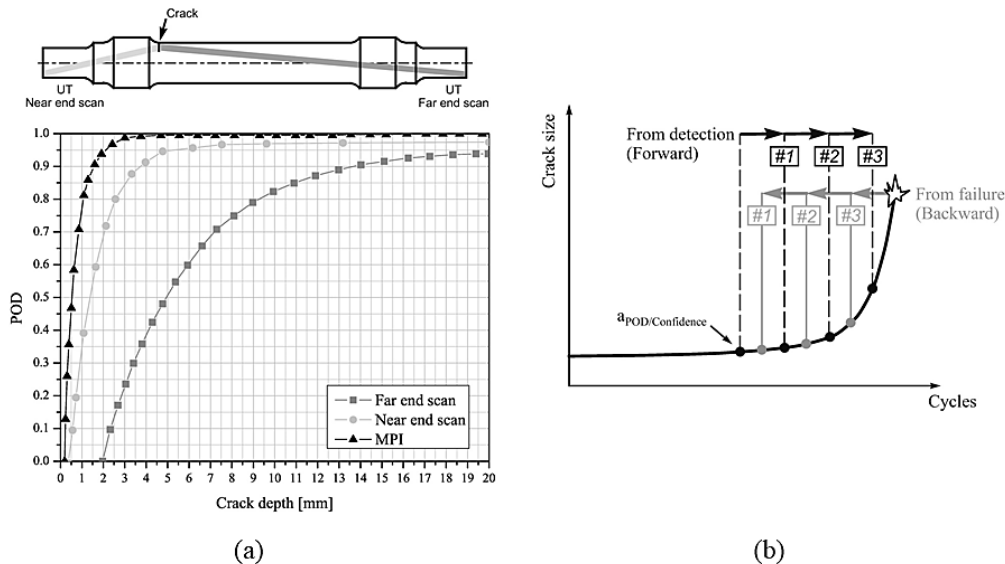 Crack
UT
Near end scan
UT
Far end scan
1.0
0.9
0.8
0.7
0.6
0.5
0.4
0.3
0.2
0.1
0.0
POD
0 1 2 3 4 5 6 7 8 9 10 11 12 13 14 15 16 17 18 19 20
Crack depth [mm]
Far end scan
Near end scan
MPI
(a)
Crack size
From detection
(Forward)
#1 #2 #3
From failure
(Backward)
#1 #2 #3
aPOD/Confidence
Cycles
(b)